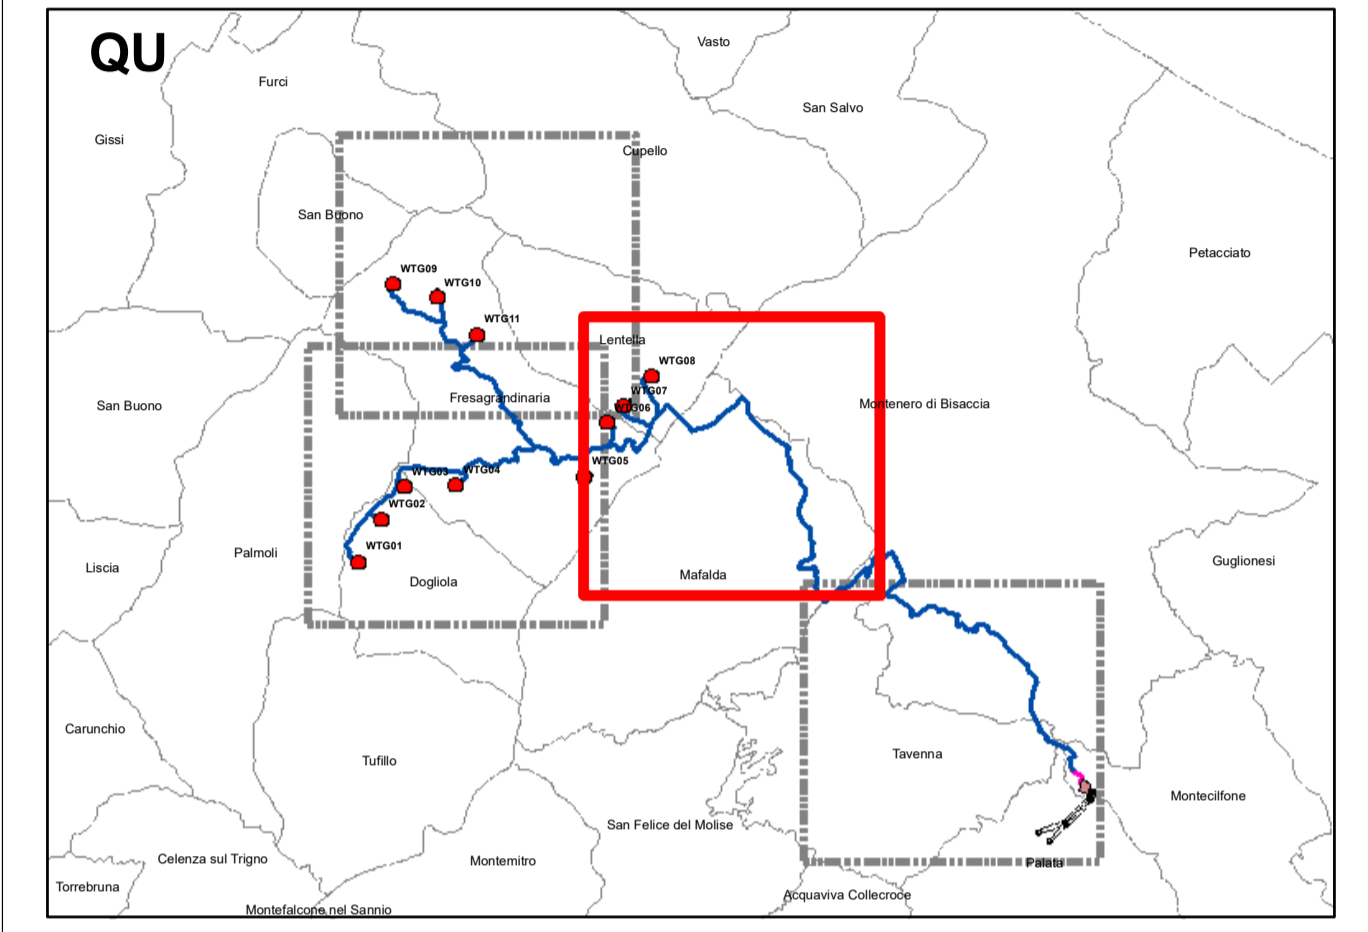 QU
Vasto
Furci
San Salvo
Gissi
Cupello
San Buono
Petacciato
WTG09
WTG10
WTG11
Lentella
WTG08
WTG07
Fresagrandinaria
San Buono
WTG06
Montenero di Bisaccia
WTG05
WTG03
WTG04
WTG02
WTG01
Palmoli
Guglionesi
Liscia
Dogliola
Mafalda
Carunchio
Tavenna
Tufillo
Montecilfone
San Felice del Molise
Celenza sul Trigno
Montemitro
Palata
Torrebruna
Acquaviva Collecroce
Montefalcone nel Sannio